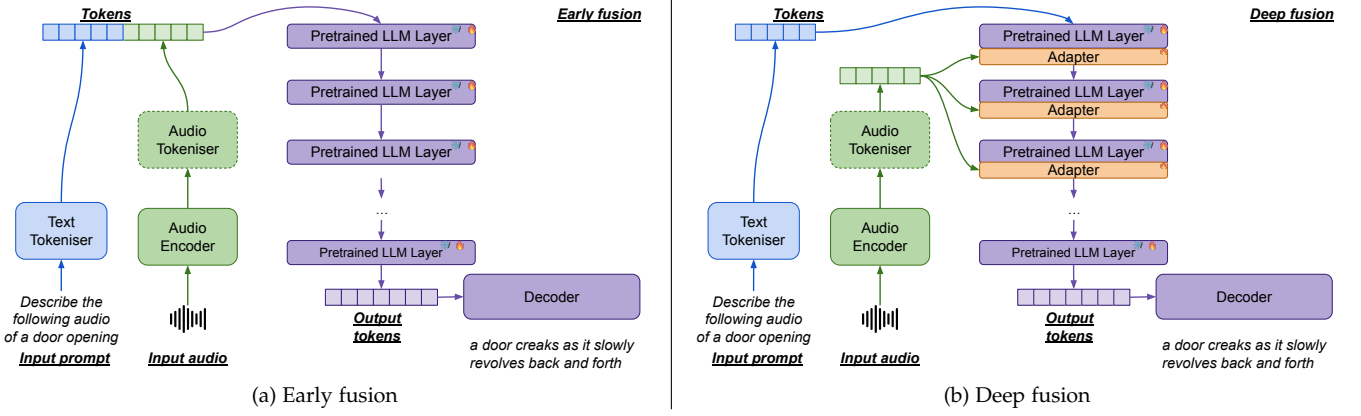 Tokens
Early fusion
Pretrained LLM Layer
Pretrained LLM Layer
Audio
Tokeniser
Pretrained LLM Layer
Text
Tokeniser
Audio
Encoder
...
Pretrained LLM Layer
Describe the
following audio
of a door opening
Input prompt
Input audio
Output
tokens
Decoder
a door creaks as it slowly
revolves back and forth
(a) Early fusion
Tokens
Deep fusion
Pretrained LLM Layer
Adapter
Pretrained LLM Layer
Adapter
Audio
Tokeniser
Pretrained LLM Layer
Adapter
Text
Tokeniser
Audio
Encoder
...
Pretrained LLM Layer
Describe the
following audio
of a door opening
Input prompt
Input audio
Output
tokens
Decoder
a door creaks as it slowly
revolves back and forth
(b) Deep fusion